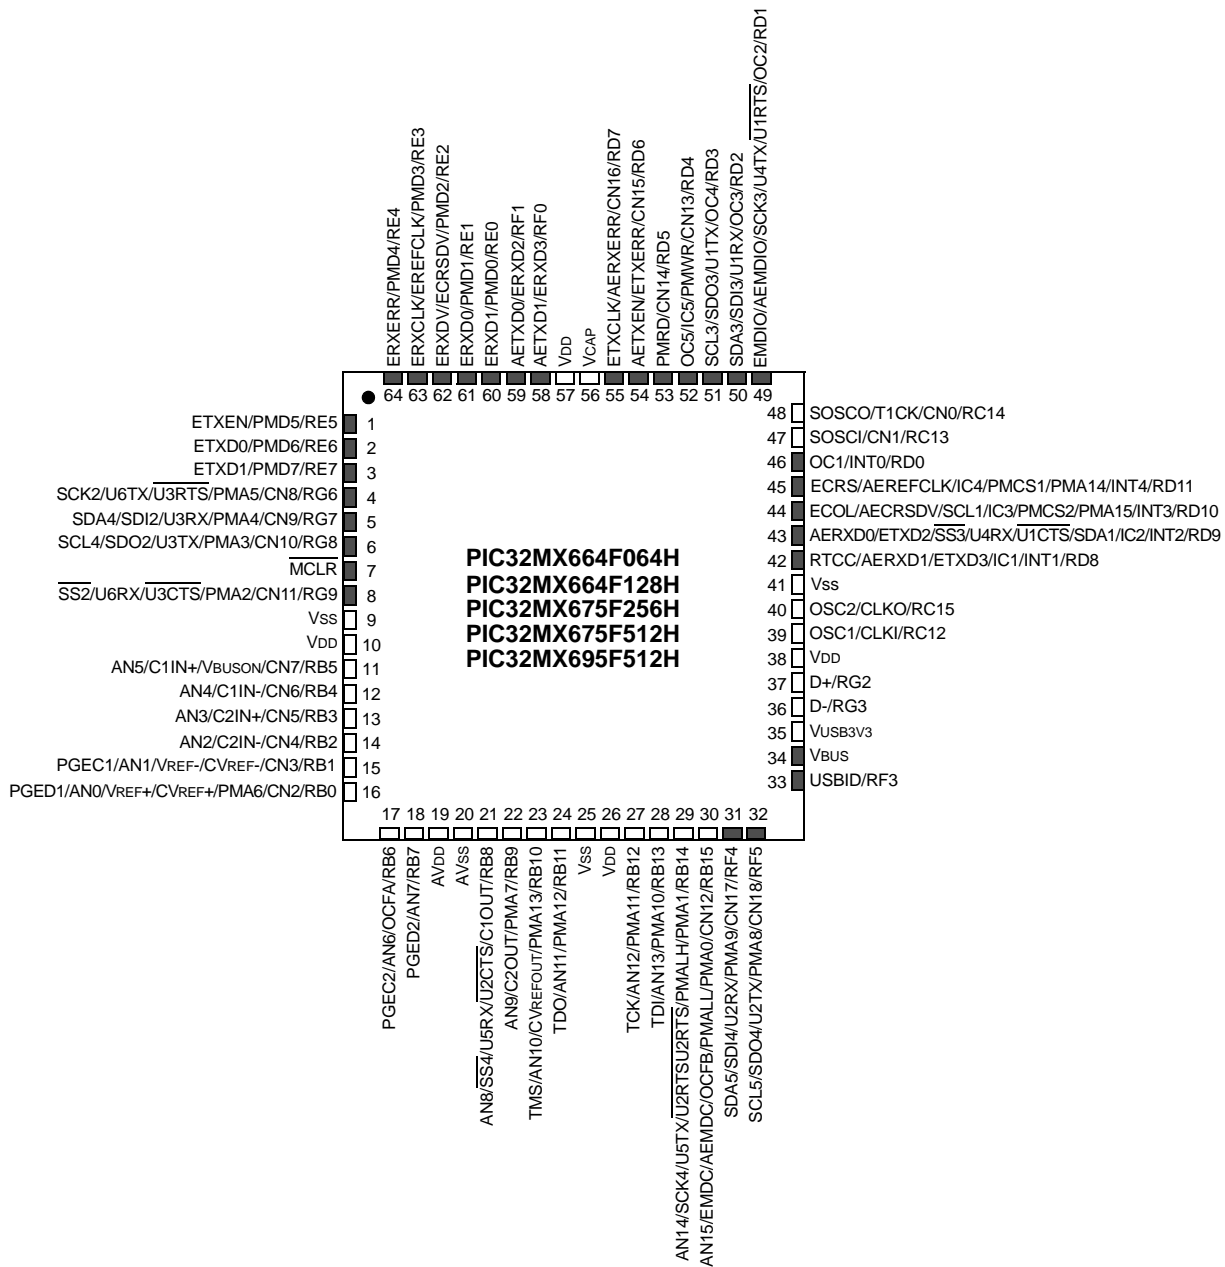 ERXERR/PMD4/RE4
ERXCLK/EREFCLK/PMD3/RE3
ERXDV/ECRSDV/PMD2/RE2
ERXD0/PMD1/RE1
ERXD1/PMD0/RE0
AETXD0/ERXD2/RF1
AETXD1/ERXD3/RF0
VDD
VCAP
ETXCLK/AERXERR/CN16/RD7
AETXEN/ETXERR/CN15/RD6
PMRD/CN14/RD5
OC5/IC5/PMWR/CN13/RD4
SCL3/SDO3/U1TX/OC4/RD3
SDA3/SDI3/U1RX/OC3/RD2
EMDIO/AEMDIO/SCK3/U4TX/U1RTS/OC2/RD1
64 63 62 61 60 59 58 57 56 55 54 53 52 51 50 49
ETXEN/PMD5/RE5 1
ETXD0/PMD6/RE6 2
ETXD1/PMD7/RE7 3
SCK2/U6TX/U3RTS/PMA5/CN8/RG6 4
SDA4/SDI2/U3RX/PMA4/CN9/RG7 5
SCL4/SDO2/U3TX/PMA3/CN10/RG8 6
MCLR 7
SS2/U6RX/U3CTS/PMA2/CN11/RG9 8
VSS 9
VDD 10
AN5/C1IN+/VBUSON/CN7/RB5 11
AN4/C1IN-/CN6/RB4 12
AN3/C2IN+/CN5/RB3 13
AN2/C2IN-/CN4/RB2 14
PGEC1/AN1/VREF-/CVREF-/CN3/RB1 15
PGED1/AN0/VREF+/CVREF+/PMA6/CN2/RB0 16
PIC32MX664F064H
PIC32MX664F128H
PIC32MX675F256H
PIC32MX675F512H
PIC32MX695F512H
48 SOSCO/T1CK/CN0/RC14
47 SOSCI/CN1/RC13
46 OC1/INT0/RD0
45 ECRS/AEREFCLK/IC4/PMCS1/PMA14/INT4/RD11
44 ECOL/AECRSDV/SCL1/IC3/PMCS2/PMA15/INT3/RD10
43 AERXD0/ETXD2/SS3/U4RX/U1CTS/SDA1/IC2/INT2/RD9
42 RTCC/AERXD1/ETXD3/IC1/INT1/RD8
41 Vss
40 OSC2/CLKO/RC15
39 OSC1/CLKI/RC12
38 VDD
37 D+/RG2
36 D-/RG3
35 VUSB3V3
34 VBUS
33 USBID/RF3
17 18 19 20 21 22 23 24 25 26 27 28 29 30 31 32
PGEC2/AN6/OCFA/RB6
PGED2/AN7/RB7
AVDD
AVSS
AN8/SS4/U5RX/U2CTS/C1OUT/RB8
AN9/C2OUT/PMA7/RB9
TMS/AN10/CVREFOUT/PMA13/RB10
TDO/AN11/PMA12/RB11
VSS
VDD
TCK/AN12/PMA11/RB12
TDI/AN13/PMA10/RB13
AN14/SCK4/U5TX/U2RTSU2RTS/PMALH/PMA1/RB14
AN15/EMDC/AEMDC/OCFB/PMALL/PMA0/CN12/RB15
SDA5/SDI4/U2RX/PMA9/CN17/RF4
SCL5/SDO4/U2TX/PMA8/CN18/RF5